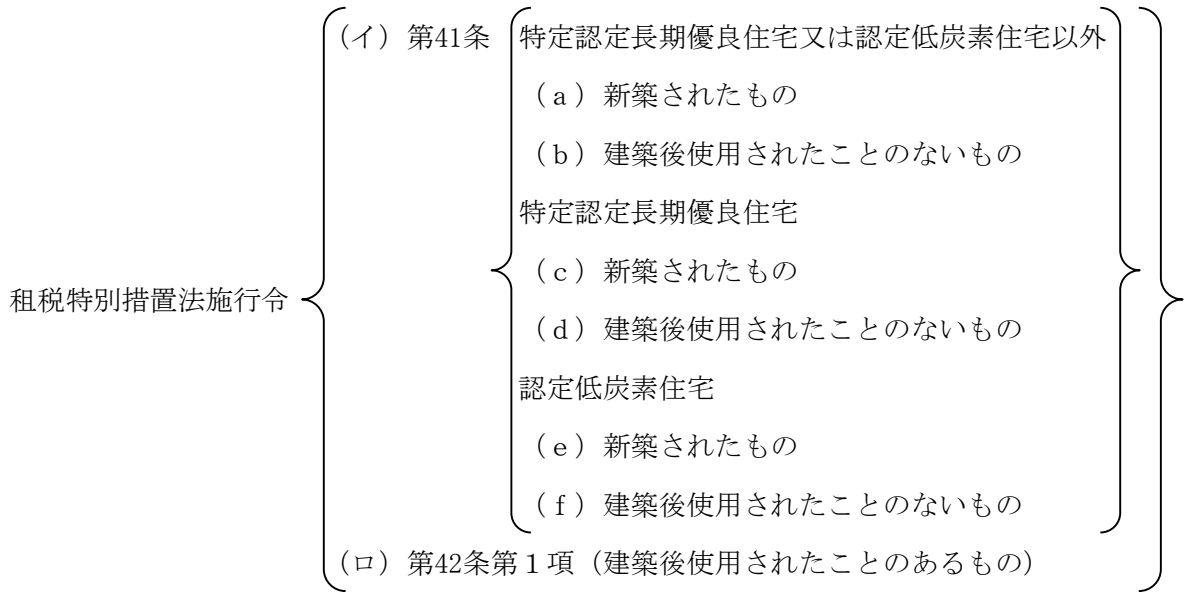 （イ）第41条 特定認定長期優良住宅又は認定低炭素住宅以外
（ａ）新築されたもの
（ｂ）建築後使用されたことのないもの
特定認定長期優良住宅
（ｃ）新築されたもの
租税特別措置法施行令
（ｄ）建築後使用されたことのないもの
認定低炭素住宅
（ｅ）新築されたもの
（ｆ）建築後使用されたことのないもの
（ロ）第42条第１項（建築後使用されたことのあるもの）